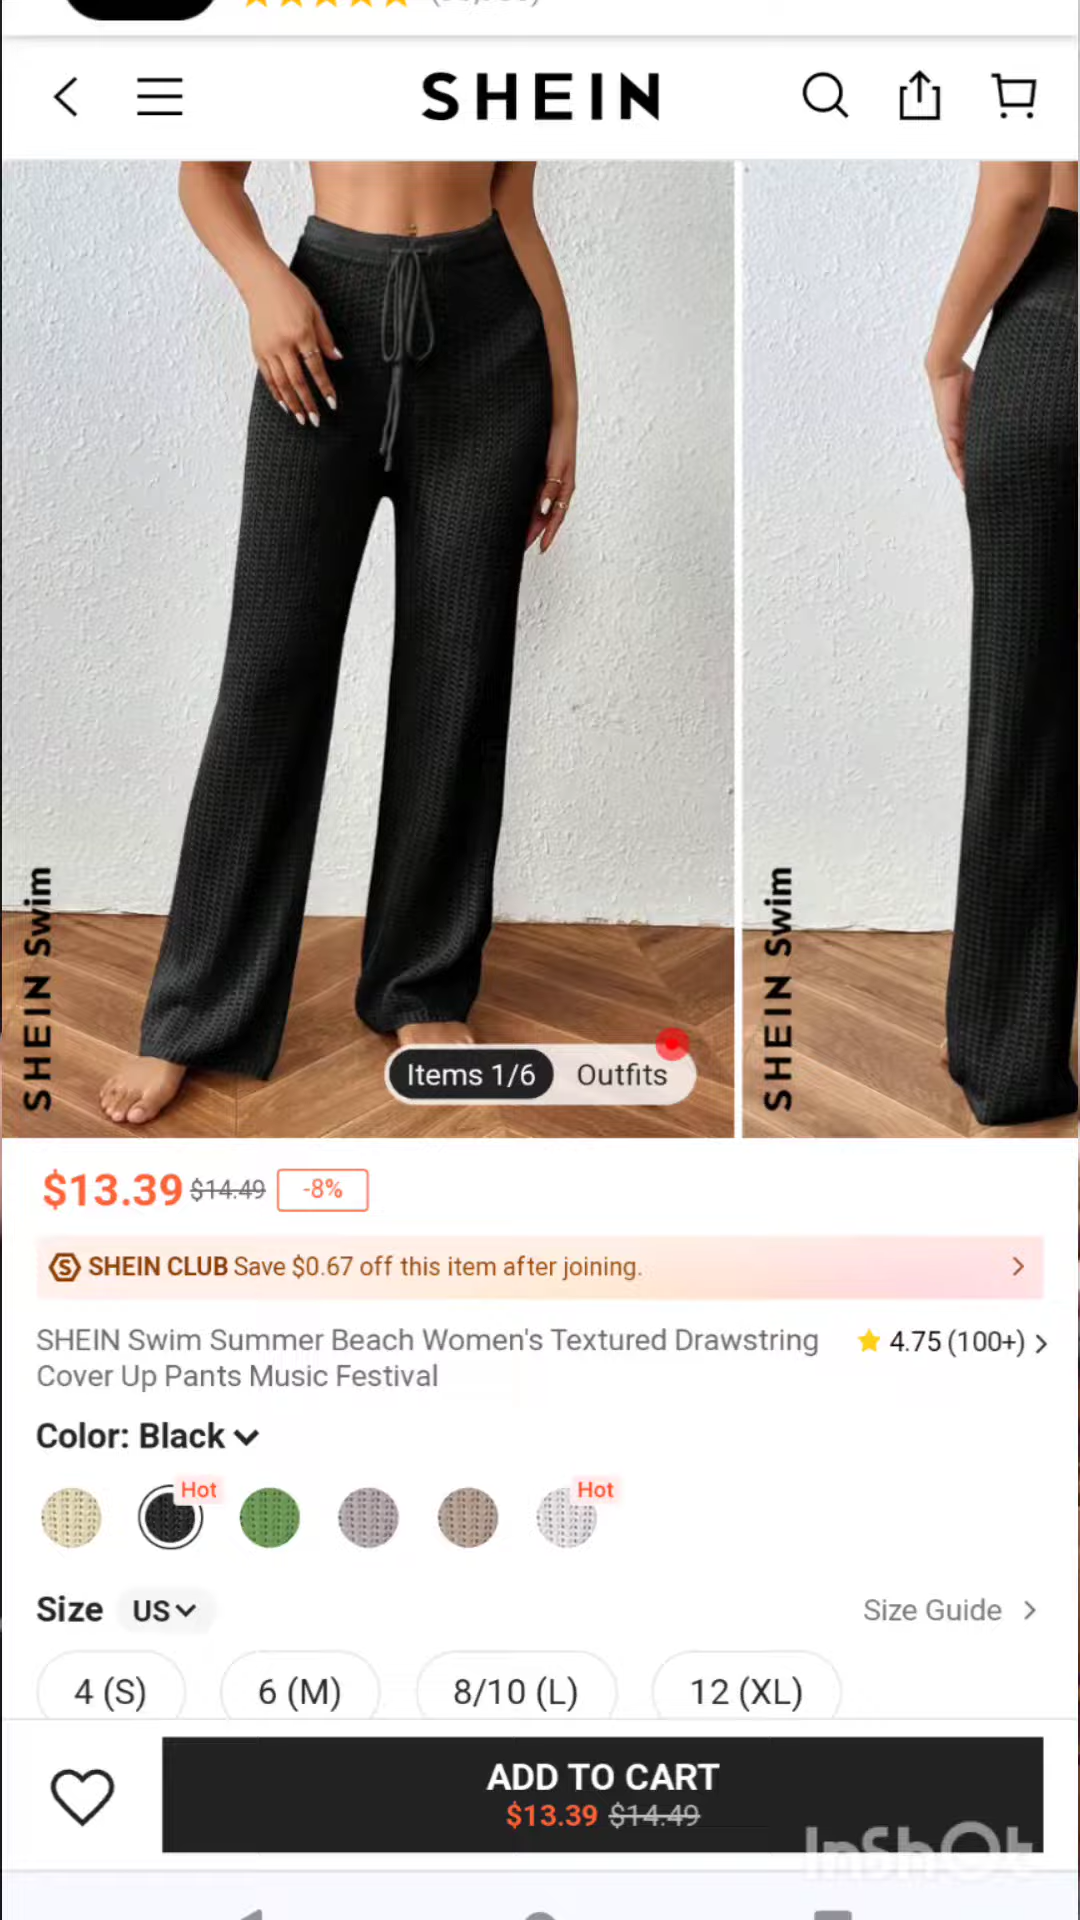 SHEIN
SHEIN Swim
SHEIN Swim
Items 1/6
Outfits
$13.39 $14.49 -8%
SHEIN CLUB Save $0.67 off this item after joining.
SHEIN Swim Summer Beach Women's Textured Drawstring
Cover Up Pants Music Festival
4.75 (100+)
Color: Black
Hot
Hot
Size US
Size Guide
4 (S)
6 (M)
8/10 (L)
12 (XL)
ADD TO CART
$13.39 $14.49
InShOt